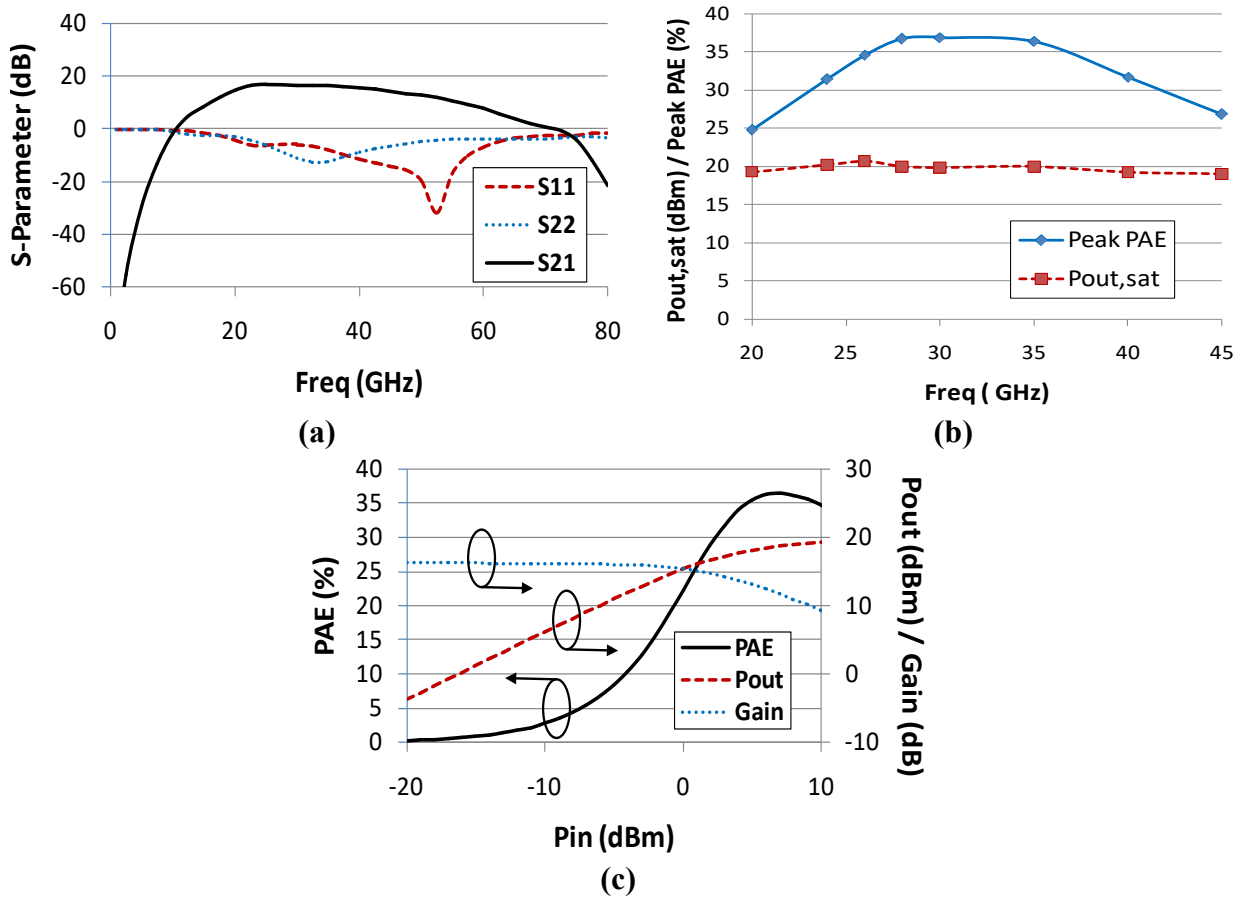 S-Parameter (dB)
40
20
0
-20
-40
-60
0
20
40
60
80
S11
S22
S21
Freq (GHz)
(a)
Pout,sat (dBm) / Peak PAE (%)
40
35
30
25
20
15
10
5
0
20
25
30
35
40
45
Peak PAE
Pout,sat
Freq ( GHz)
(b)
PAE (%)
40
35
30
25
20
15
10
5
0
30
20
10
0
-10
Pout (dBm) / Gain (dB)
PAE
Pout
Gain
-20
-10
0
10
Pin (dBm)
(c)